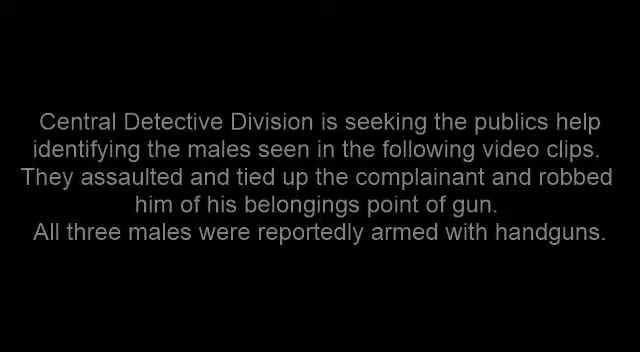 Central Detective Division is seeking the publics help
identifying the males seen in the following video clips.
They assaulted and tied up the complainant and robbed
him of his belongings point of gun.
All three males were reportedly armed with handguns.